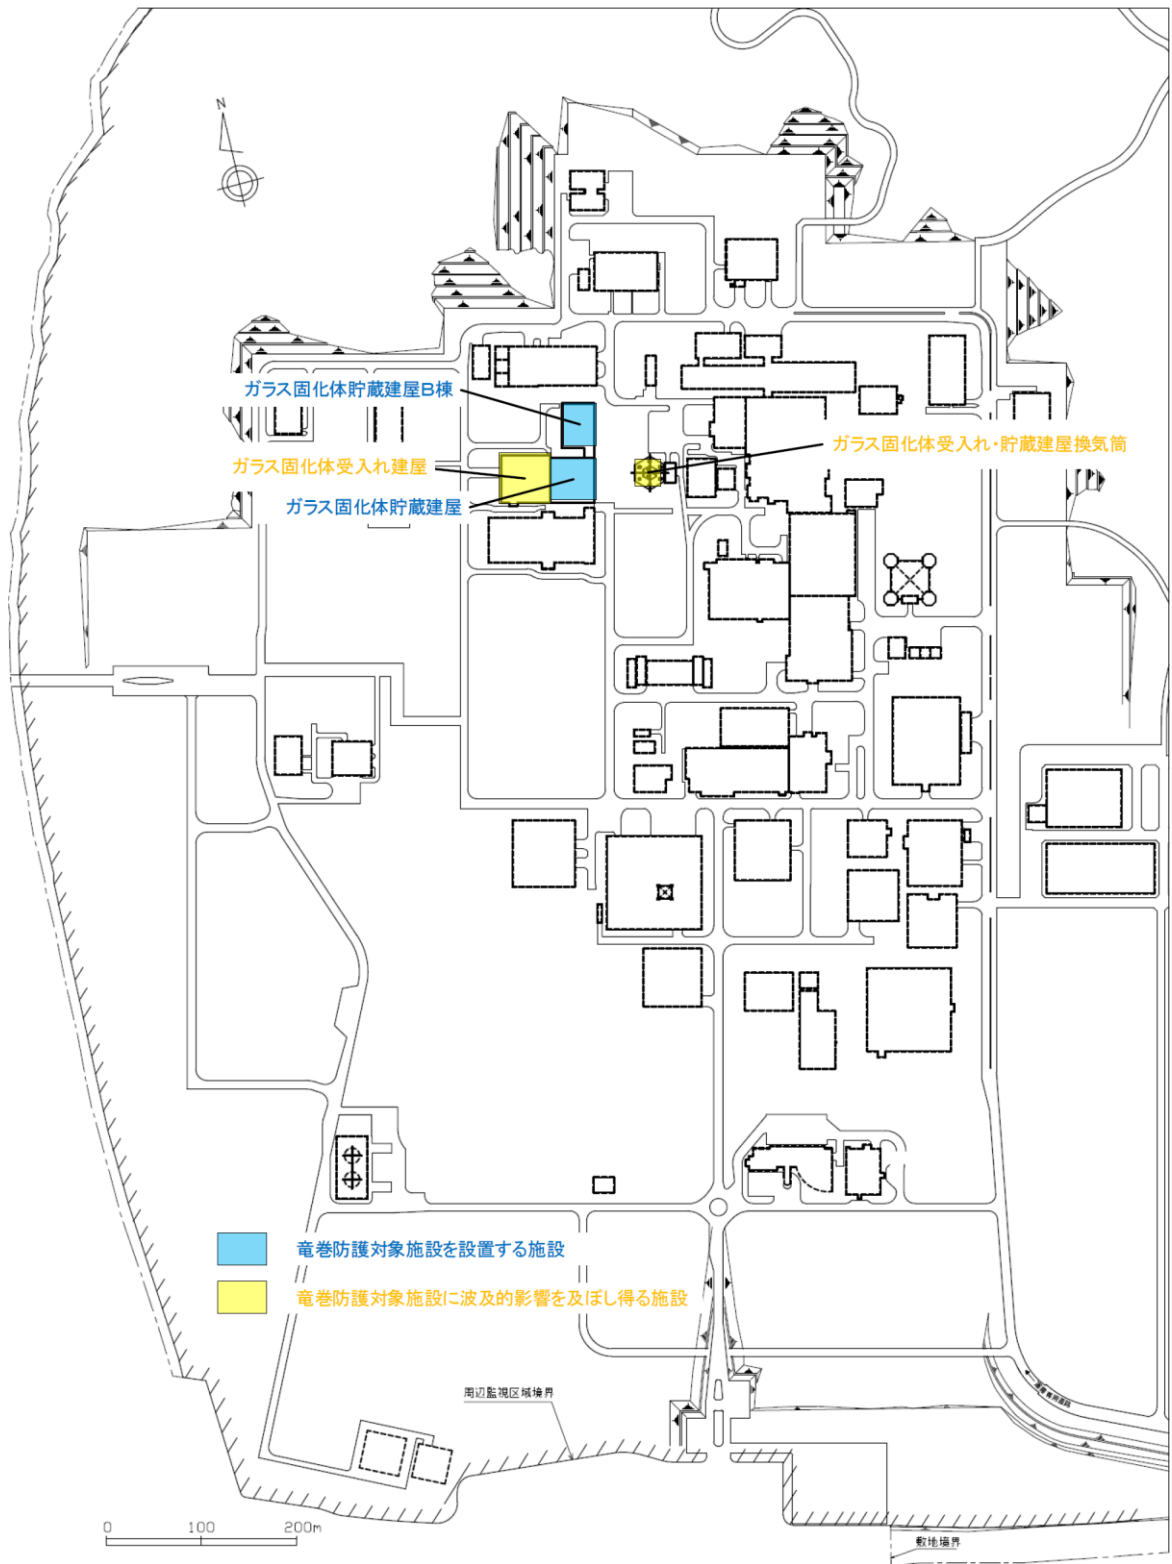 N
ガラス固化体貯蔵建屋B棟
ガラス固化体受入れ・貯蔵建屋換気筒
ガラス固化体受入れ建屋
ガラス固化体貯蔵建屋
竜巻防護対象施設を設置する施設
竜巻防護対象施設に波及的影響を及ぼし得る施設
周辺監視区域境界
0 100 200m
敷地境界